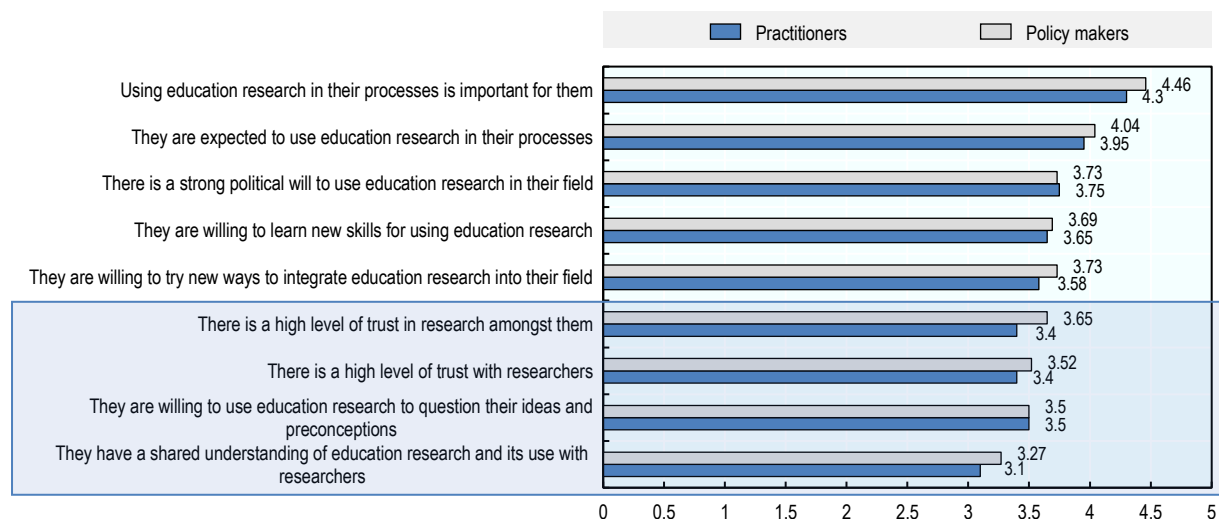 Practitioners Policy makers
Using education research in their processes is important for them
4.46
4.3
They are expected to use education research in their processes
4.04
3.95
There is a strong political will to use education research in their field
3.73
3.75
They are willing to learn new skills for using education research
3.69
3.65
They are willing to try new ways to integrate education research into their field
3.73
3.58
There is a high level of trust in research amongst them
3.65
3.4
There is a high level of trust with researchers
3.52
3.4
They are willing to use education research to question their ideas and
preconceptions
3.5
3.5
They have a shared understanding of education research and its use with
researchers
3.27
3.1
0 0.5 1 1.5 2 2.5 3 3.5 4 4.5 5